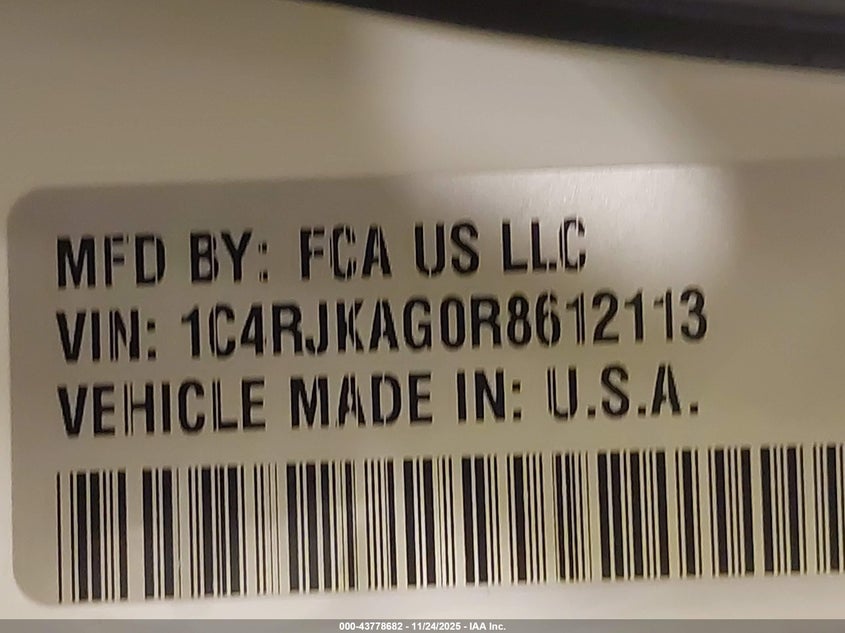 MFD BY: FCA US LLC
VIN: 1C4RJKAG0R8612113
VEHICLE MADE IN: U.S.A.
000-43778682 - 11/24/2025 - IAA Inc.